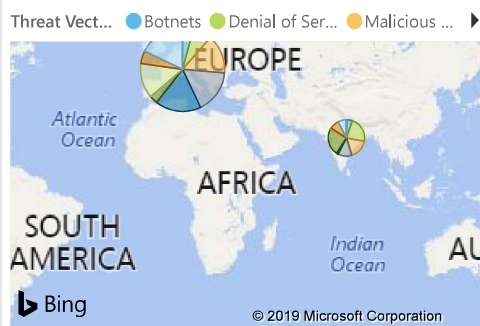 Threat Vect... Botnets Denial of Ser... Malicious ...
EUROPE
Atlantic
Ocean
AFRICA
SOUTH
AMERICA
Indian
Ocean
AU
Bing
© 2019 Microsoft Corporation